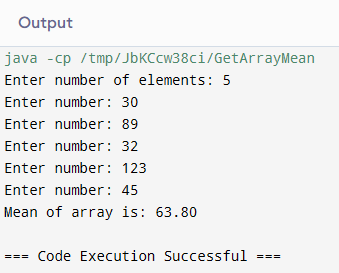 Output
java -cp /tmp/JbKCcw38ci/GetArrayMean
Enter number of elements: 5
Enter number: 30
Enter number: 89
Enter number: 32
Enter number: 123
Enter number: 45
Mean of array is: 63.80
=== Code Execution Successful ===